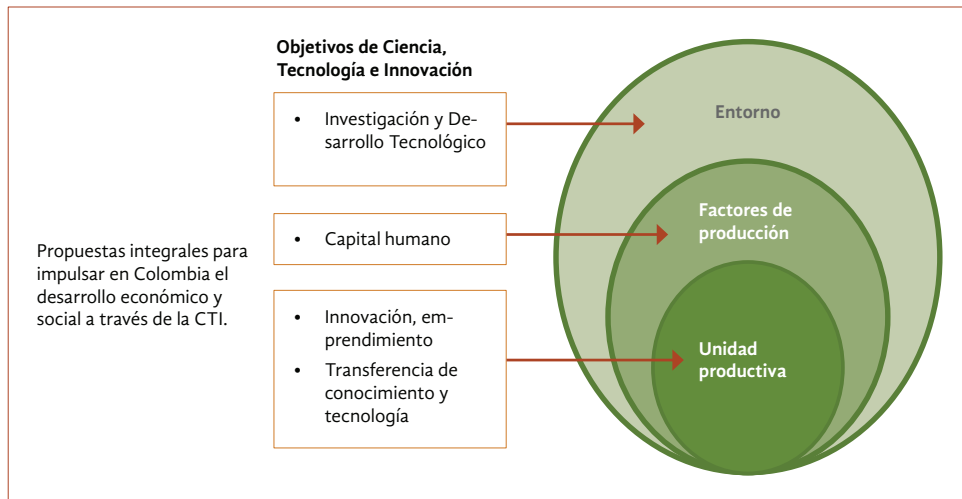 Objetivos de Ciencia,
Tecnología e Innovación
• Investigación y De-
sarrollo Tecnológico
• Capital humano
• Innovación, em-
prendimiento
• Transferencia de
conocimiento y
tecnología
Propuestas integrales para
impulsar en Colombia el
desarrollo económico y
social a través de la CTI.
Entorno
Factores de
producción
Unidad
productiva